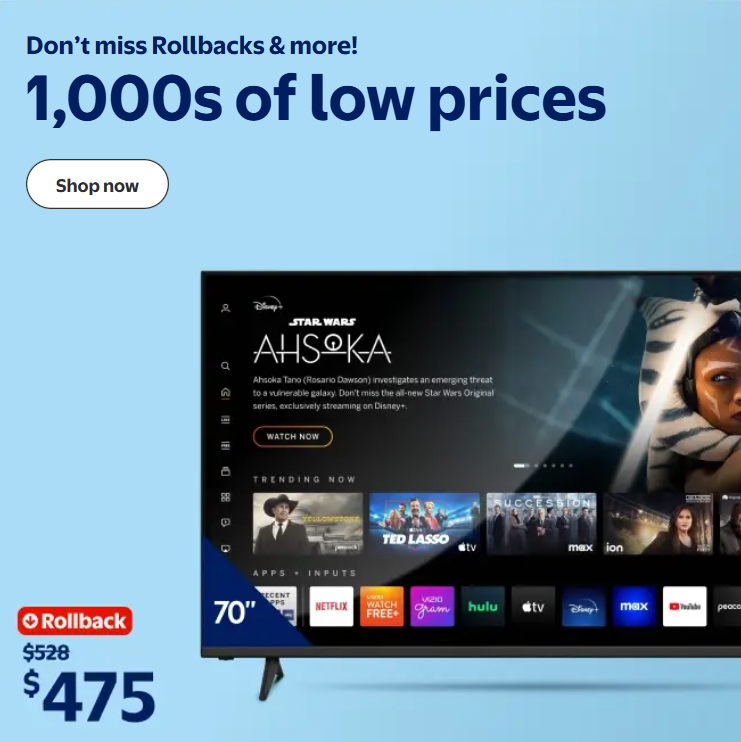 Don't miss Rollbacks & more!
1,000s of low prices
Shop now
Disney+
STAR WARS
AHSOKA
Ahsoka Tano (Rosario Dawson) investigates an emerging threat
to a vulnerable galaxy. Don't miss the all-new Star Wars Original
series, exclusively streaming on Disney+.
WATCH NOW
TRENDING NOW
YELLOWSTONE
peacock
TED LASSO
tv
SUCCESSION
max
ion
APPS + INPUTS
RECENT
APPS
NETFLIX
VIZIO
WATCH
FREE+
VIZIO
gram
hulu
tv
Disney+
max
YouTube
peaco
70"
Rollback
$528
$475